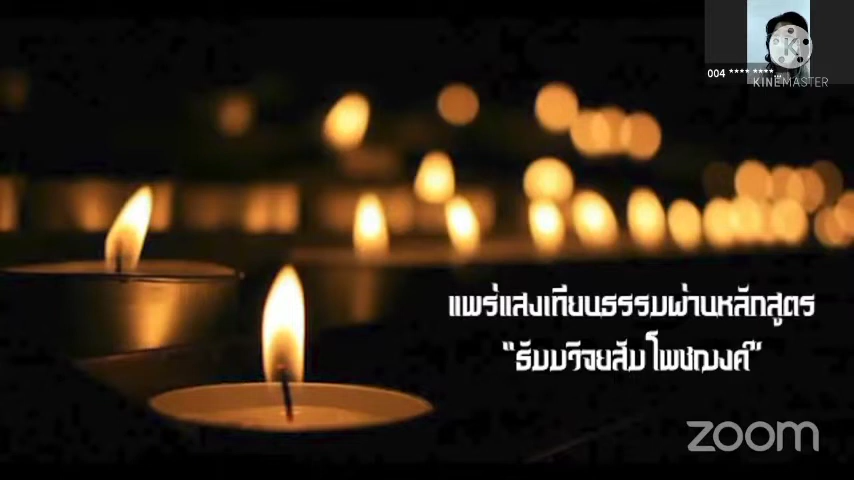 004 **** ****...
K
KINEMASTER
แพร่แสงเทียนธรรมผ่านหลักสูตร
“ธัมมวิจยสัมโพชฌงค์”
zoom